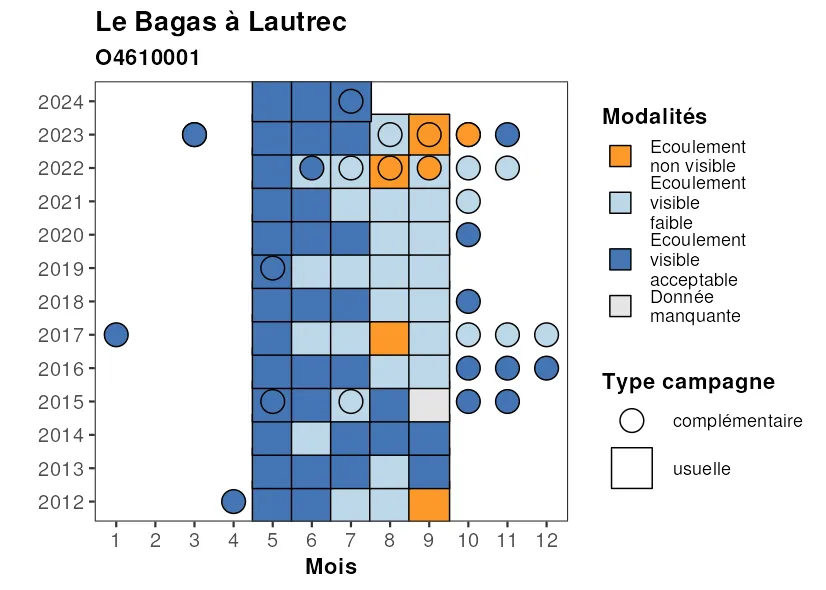 Le Bagas à Lautrec
O4610001
2024
2023
2022
2021
2020
2019
2018
2017
2016
2015
2014
2013
2012
1 2 3 4 5 6 7 8 9 10 11 12
Mois
Modalités
Ecoulement
non visible
Ecoulement
visible
faible
Ecoulement
visible
acceptable
Donnée
manquante
Type campagne
complémentaire
usuelle